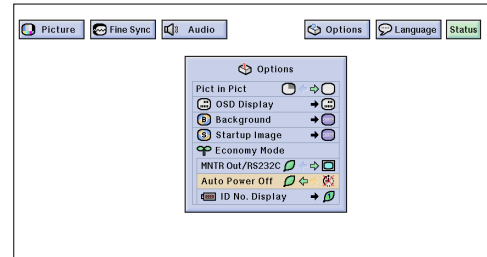 Picture Fine Sync Audio Options Language Status
Options
Pict in Pict
OSD Display
B Background
S Startup Image
Economy Mode
MNTR Out/RS232C
Auto Power Off
ID No. Display 1